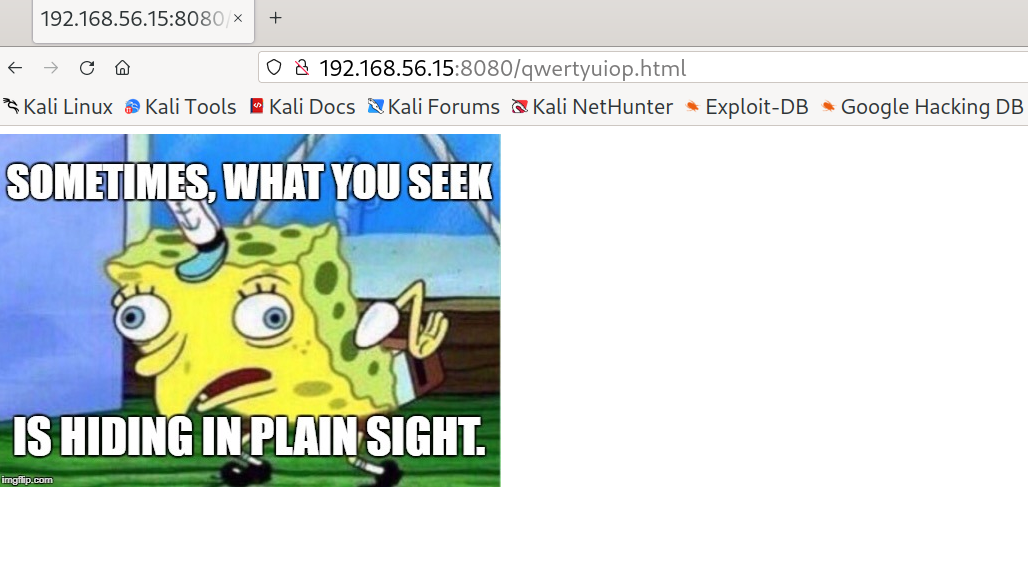 192.168.56.15:8080/
192.168.56.15:8080/qwertyuiop.html
Kali Linux Kali Tools Kali Docs Kali Forums Kali NetHunter Exploit-DB Google Hacking DB
SOMETIMES, WHAT YOU SEEK
IS HIDING IN PLAIN SIGHT.
imgflip.com